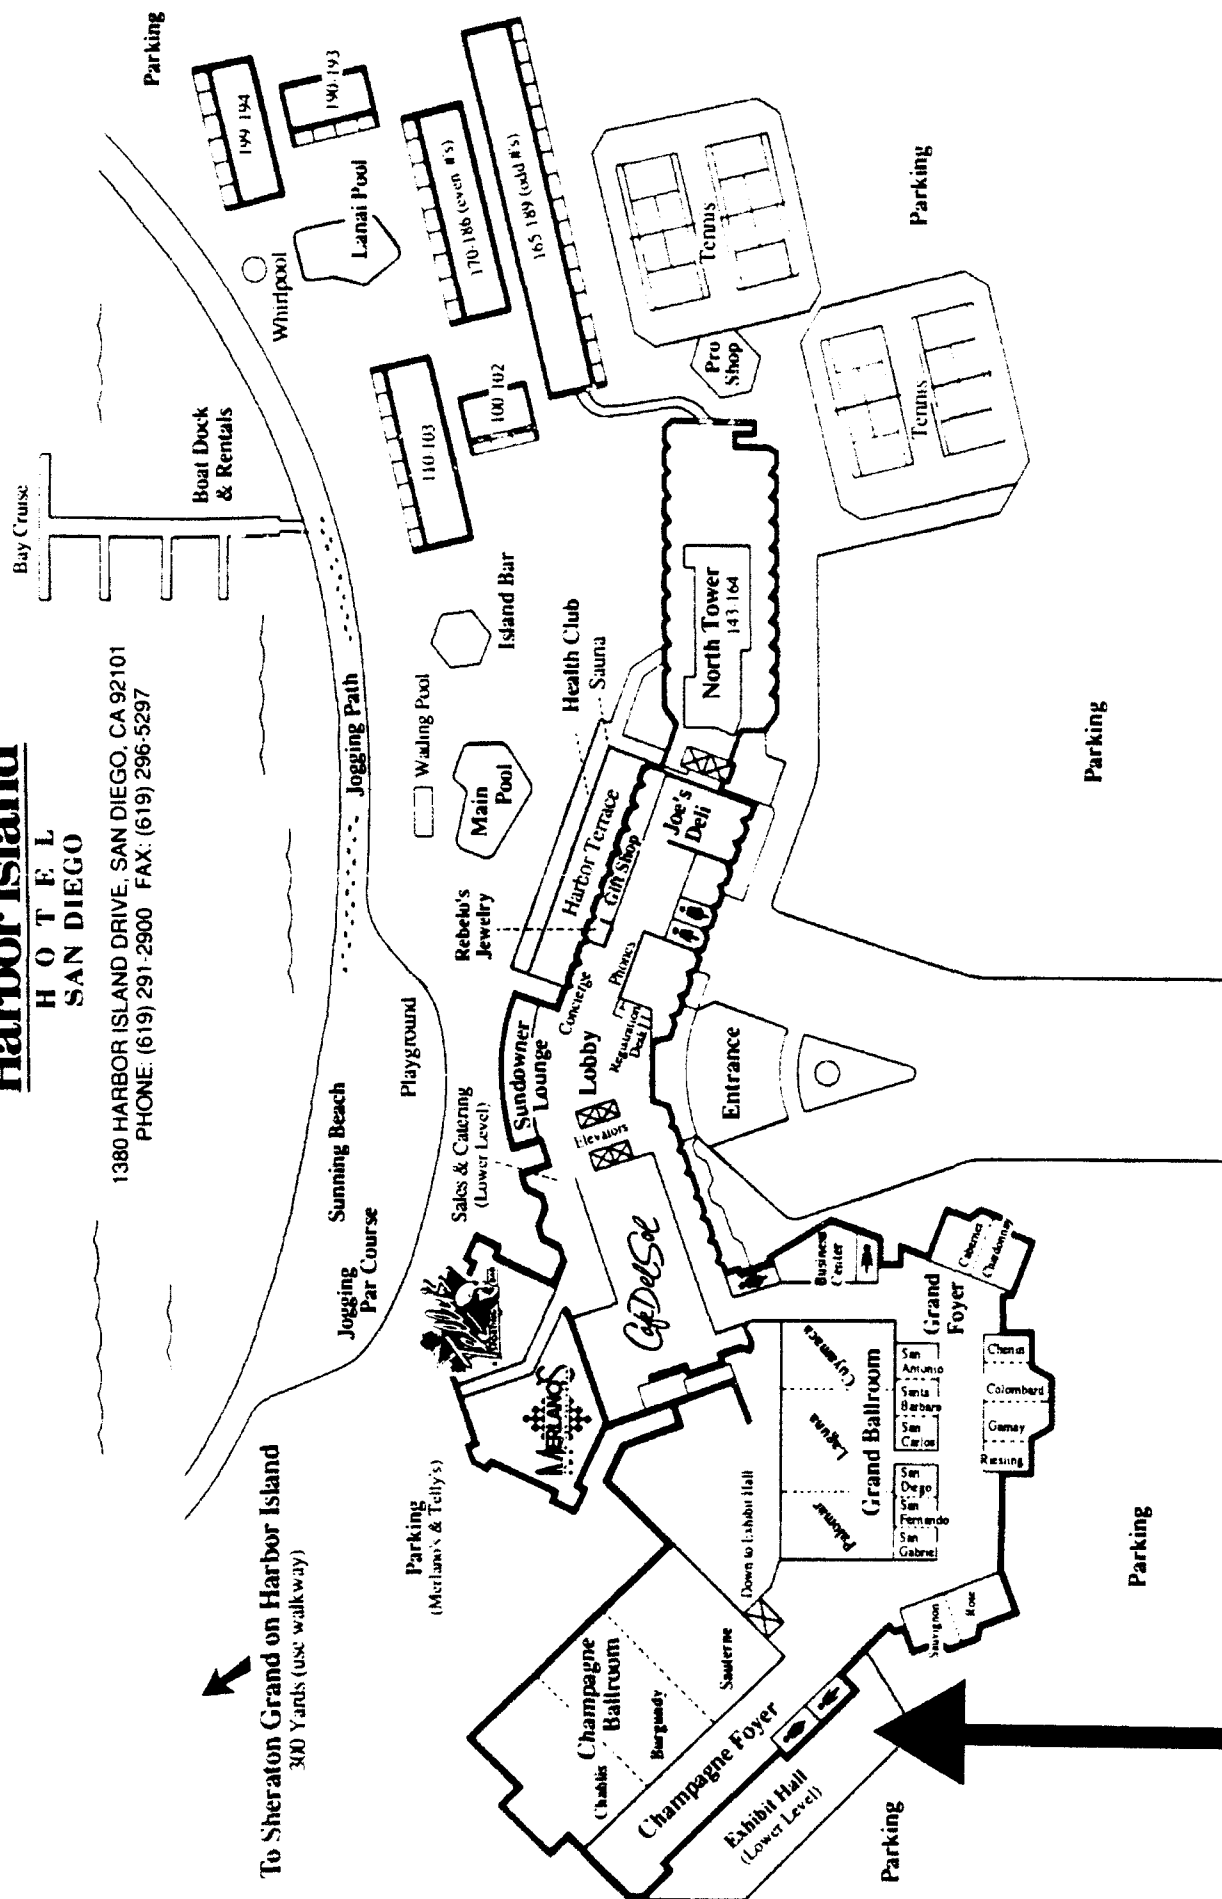 Harbor Island
HOTEL
SAN DIEGO
1380 HARBOR ISLAND DRIVE, SAN DIEGO, CA 92101
PHONE: (619) 291-2900 FAX: (619) 296-5297
Bay Cruise
Boat Dock
& Rentals
To Sheraton Grand on Harbor Island
300 Yards (use walkway)
Jogging
Par Course
Sunning Beach
Playground
Jogging Path
Whirlpool
Lanai Pool
Parking
199-194
190-193
170-186 (even #'s)
165-189 (odd #'s)
110-103
100-102
Wading Pool
Main
Pool
Island Bar
Health Club
Sauna
Parking
(Merlano's & Telly's)
Sales & Catering
(Lower Level)
Rebelo's
Jewelry
Sundowner
Lounge
Harbor Terrace
Gift Shop
Concierge
Lobby
Phones
Registration
Desk
Elevators
Joe's
Deli
North Tower
143-164
Pro
Shop
Tennis
Tennis
Parking
Parking
Entrance
MERLANO'S
Café Del Sol
Business
Center
Champagne
Ballroom
Chablis
Burgundy
Sauterne
Champagne Foyer
Exhibit Hall
(Lower Level)
Down to Exhibit Hall
Palomar
Laguna
Cuyamaca
Grand Ballroom
San
Gabriel
San
Fernando
San
Diego
San
Carlos
Santa
Barbara
San
Antonio
Grand
Foyer
Cabernet
Chardonnay
Sauvignon
Rose
Riesling
Gamay
Colombard
Chenin
Parking
Parking